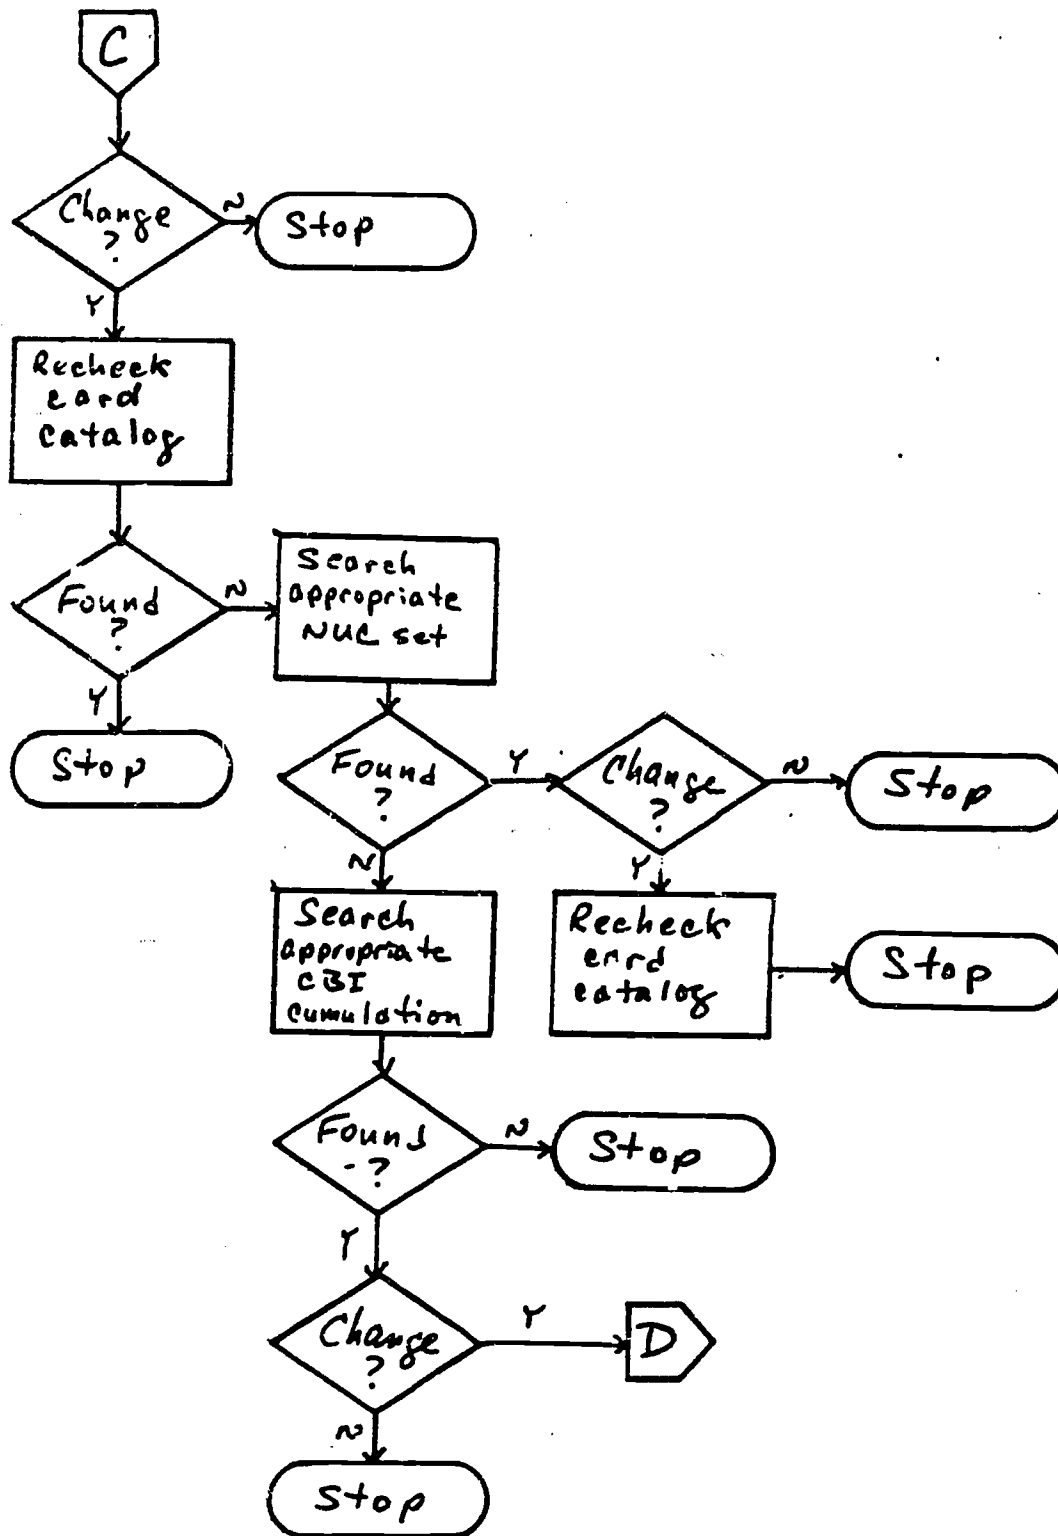 C
Change
?
N
Stop
Y
Recheck
card
catalog
Found
?
N
Search
appropriate
NUC set
Y
Stop
Found
?
Y
Change
?
N
Stop
N
Y
Search
appropriate
CBI
cumulation
Recheck
card
catalog
Stop
Found
?
N
Stop
Y
Change
?
Y
D
N
Stop